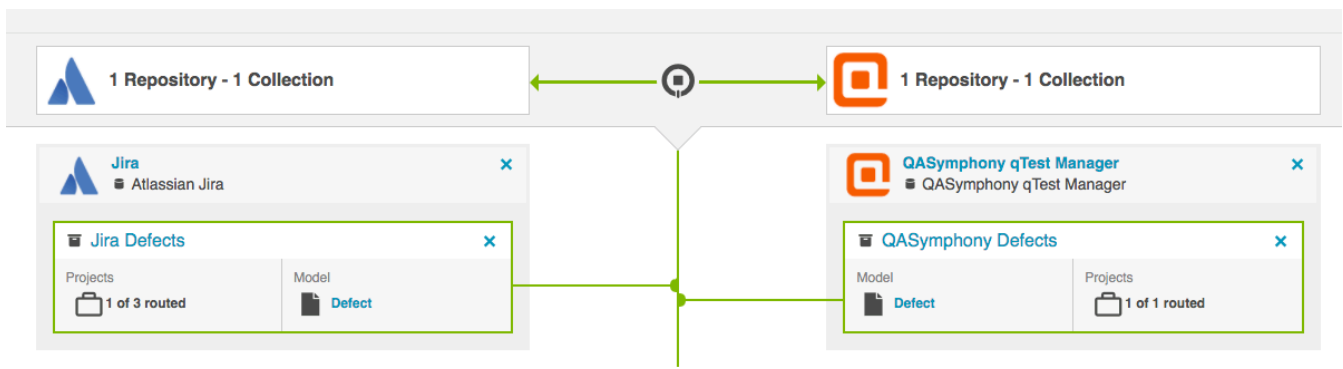 1 Repository - 1 Collection
1 Repository - 1 Collection
Jira
Atlassian Jira
Jira Defects
Projects
1 of 3 routed
Model
Defect
QASymphony qTest Manager
QASymphony qTest Manager
QASymphony Defects
Model
Defect
Projects
1 of 1 routed